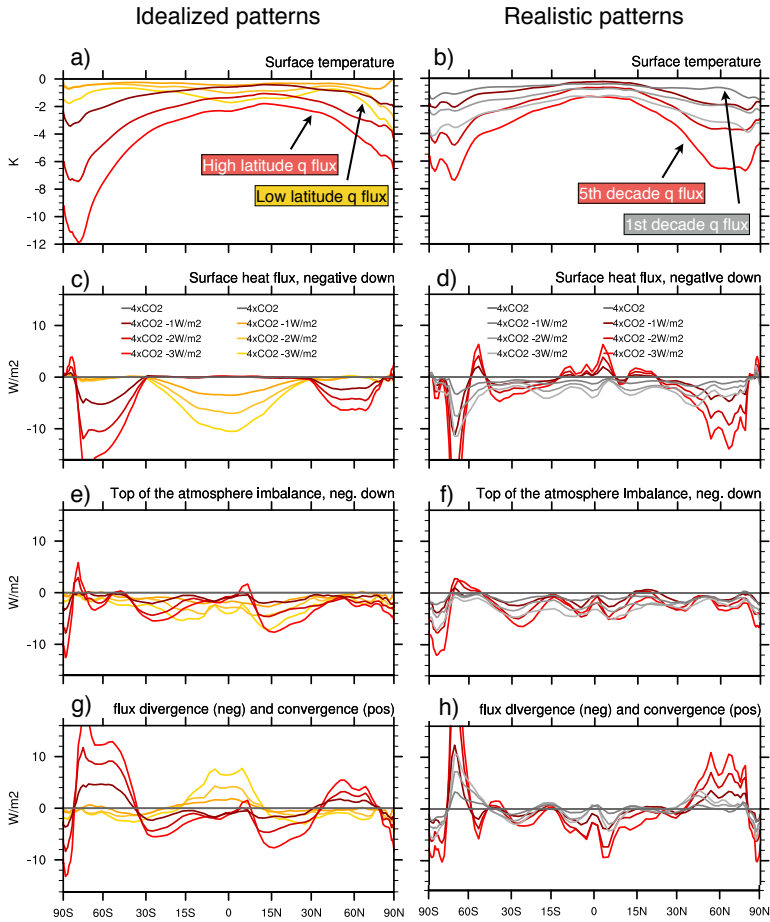 Idealized patterns
Realistic patterns
a)
Surface temperature
b)
Surface temperature
0
-2
-4
-6
-8
-10
-12
K
High latitude q flux
Low latitude q flux
5th decade q flux
1st decade q flux
c)
Surface heat flux, negative down
d)
Surface heat flux, negative down
4xCO2
4xCO2 -1W/m2
4xCO2 -2W/m2
4xCO2 -3W/m2
4xCO2
4xCO2 -1W/m2
4xCO2 -2W/m2
4xCO2 -3W/m2
4xCO2
4xCO2 -1W/m2
4xCO2 -2W/m2
4xCO2 -3W/m2
4xCO2
4xCO2 -1W/m2
4xCO2 -2W/m2
4xCO2 -3W/m2
10
0
-10
W/m2
e)
Top of the atmosphere imbalance, neg. down
f)
Top of the atmosphere Imbalance, neg. down
10
0
-10
W/m2
g)
flux divergence (neg) and convergence (pos)
h)
flux divergence (neg) and convergence (pos)
10
0
-10
W/m2
90S 60S 30S 15S 0 15N 30N 60N 90N
90S 60S 30S 15S 0 15N 30N 60N 90N